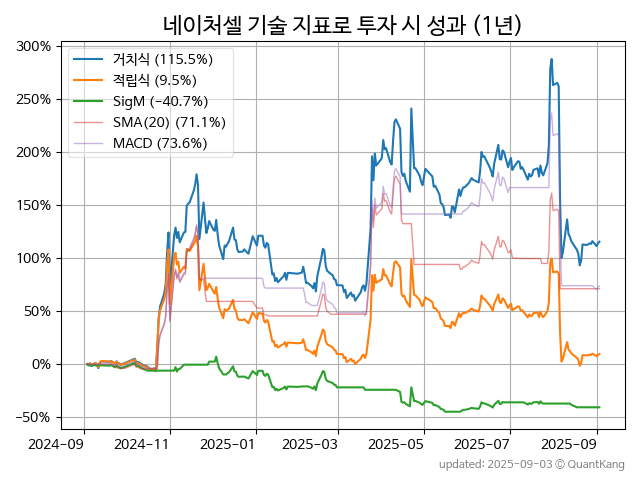 네이처셀 기술 지표로 투자 시 성과 (1년)
거치식 (115.5%)
적립식 (9.5%)
SigM (−40.7%)
SMA(20) (71.1%)
MACD (73.6%)
300%
250%
200%
150%
100%
50%
0%
−50%
2024-09 2024-11 2025-01 2025-03 2025-05 2025-07 2025-09
updated: 2025-09-03 © QuantKang